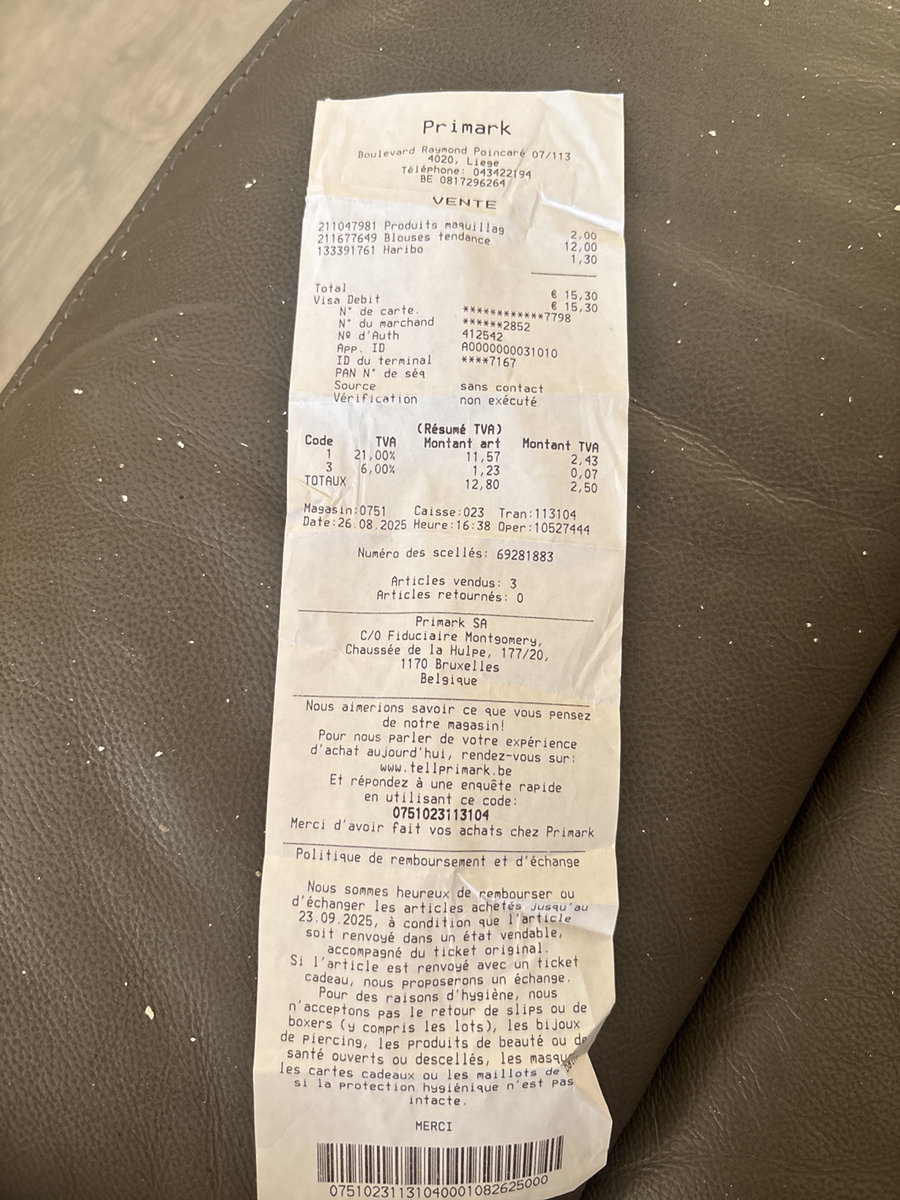 Primark
Boulevard Raymond Poincaré 07/113
4020, Liege
Téléphone: 043422194
BE 0817296264
VENTE
211047981 Produits maquillag 2,00
211677649 Blouses tendance 12,00
133391761 Haribo 1,30
Total € 15,30
Visa Debit € 15,30
N° de carte. ************7798
N° du marchand ******2852
Nº d'Auth 412542
App. ID A0000000031010
ID du terminal ****7167
PAN N° de séq
Source sans contact
Vérification non exécuté
(Résumé TVA)
Code TVA Montant art Montant TVA
1 21,00% 11,57 2,43
3 6,00% 1,23 0,07
TOTAUX 12,80 2,50
Magasin:0751 Caisse:023 Tran:113104
Date:26.08.2025 Heure:16:38 Oper:10527444
Numéro des scellés: 69281883
Articles vendus: 3
Articles retournés: 0
Primark SA
C/O Fiduciaire Montgomery,
Chaussée de la Hulpe, 177/20,
1170 Bruxelles
Belgique
Nous aimerions savoir ce que vous pensez
de notre magasin!
Pour nous parler de votre expérience
d'achat aujourd'hui, rendez-vous sur:
www.tellprimark.be
Et répondez à une enquête rapide
en utilisant ce code:
0751023113104
Merci d'avoir fait vos achats chez Primark
Politique de remboursement et d'échange
Nous sommes heureux de rembourser ou
d'échanger les articles achetés jusqu'au
23.09.2025, à condition que l'article
soit renvoyé dans un état vendable,
accompagné du ticket original.
Si l'article est renvoyé avec un ticket
cadeau, nous proposerons un échange.
Pour des raisons d'hygiène, nous
n'acceptons pas le retour de slips ou de
boxers (y compris les lots), les bijoux
de piercing, les produits de beauté ou de
santé ouverts ou descellés, les
les cartes cadeaux ou les maillots de
si la protection hygiénique n'est pas
intacte.
MERCI
07510231131040001082625000